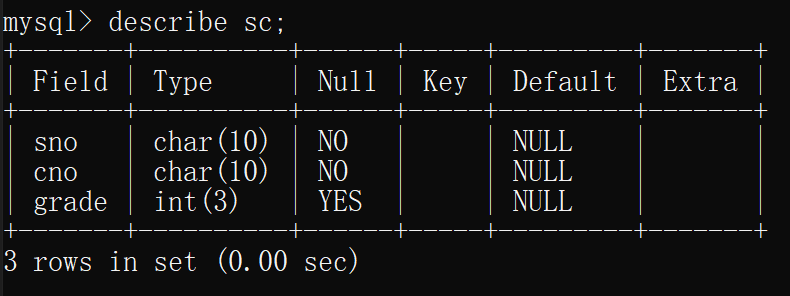 mysql> describe sc;
+-------+----------+------+-----+---------+-------+
| Field | Type     | Null | Key | Default | Extra |
+-------+----------+------+-----+---------+-------+
| sno   | char(10) | NO   |     | NULL    |       |
| cno   | char(10) | NO   |     | NULL    |       |
| grade | int(3)   | YES  |     | NULL    |       |
+-------+----------+------+-----+---------+-------+
3 rows in set (0.00 sec)